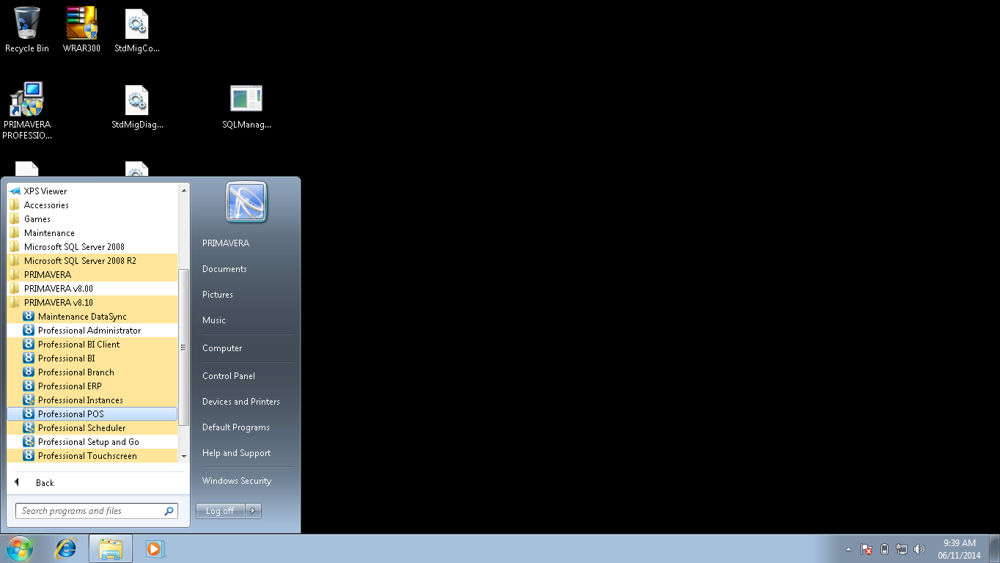 Recycle Bin
WRAR300
StdMigCo...
PRIMAVERA
PROFESSIO...
StdMigDiag...
SQLManag...
XPS Viewer
Accessories
Games
Maintenance
Microsoft SQL Server 2008
Microsoft SQL Server 2008 R2
PRIMAVERA
PRIMAVERA v8.00
PRIMAVERA v8.10
Maintenance DataSync
Professional Administrator
Professional BI Client
Professional BI
Professional Branch
Professional ERP
Professional Instances
Professional POS
Professional Scheduler
Professional Setup and Go
Professional Touchscreen
Back
Search programs and files
PRIMAVERA
Documents
Pictures
Music
Computer
Control Panel
Devices and Printers
Default Programs
Help and Support
Windows Security
Log off
9:39 AM
06/11/2014